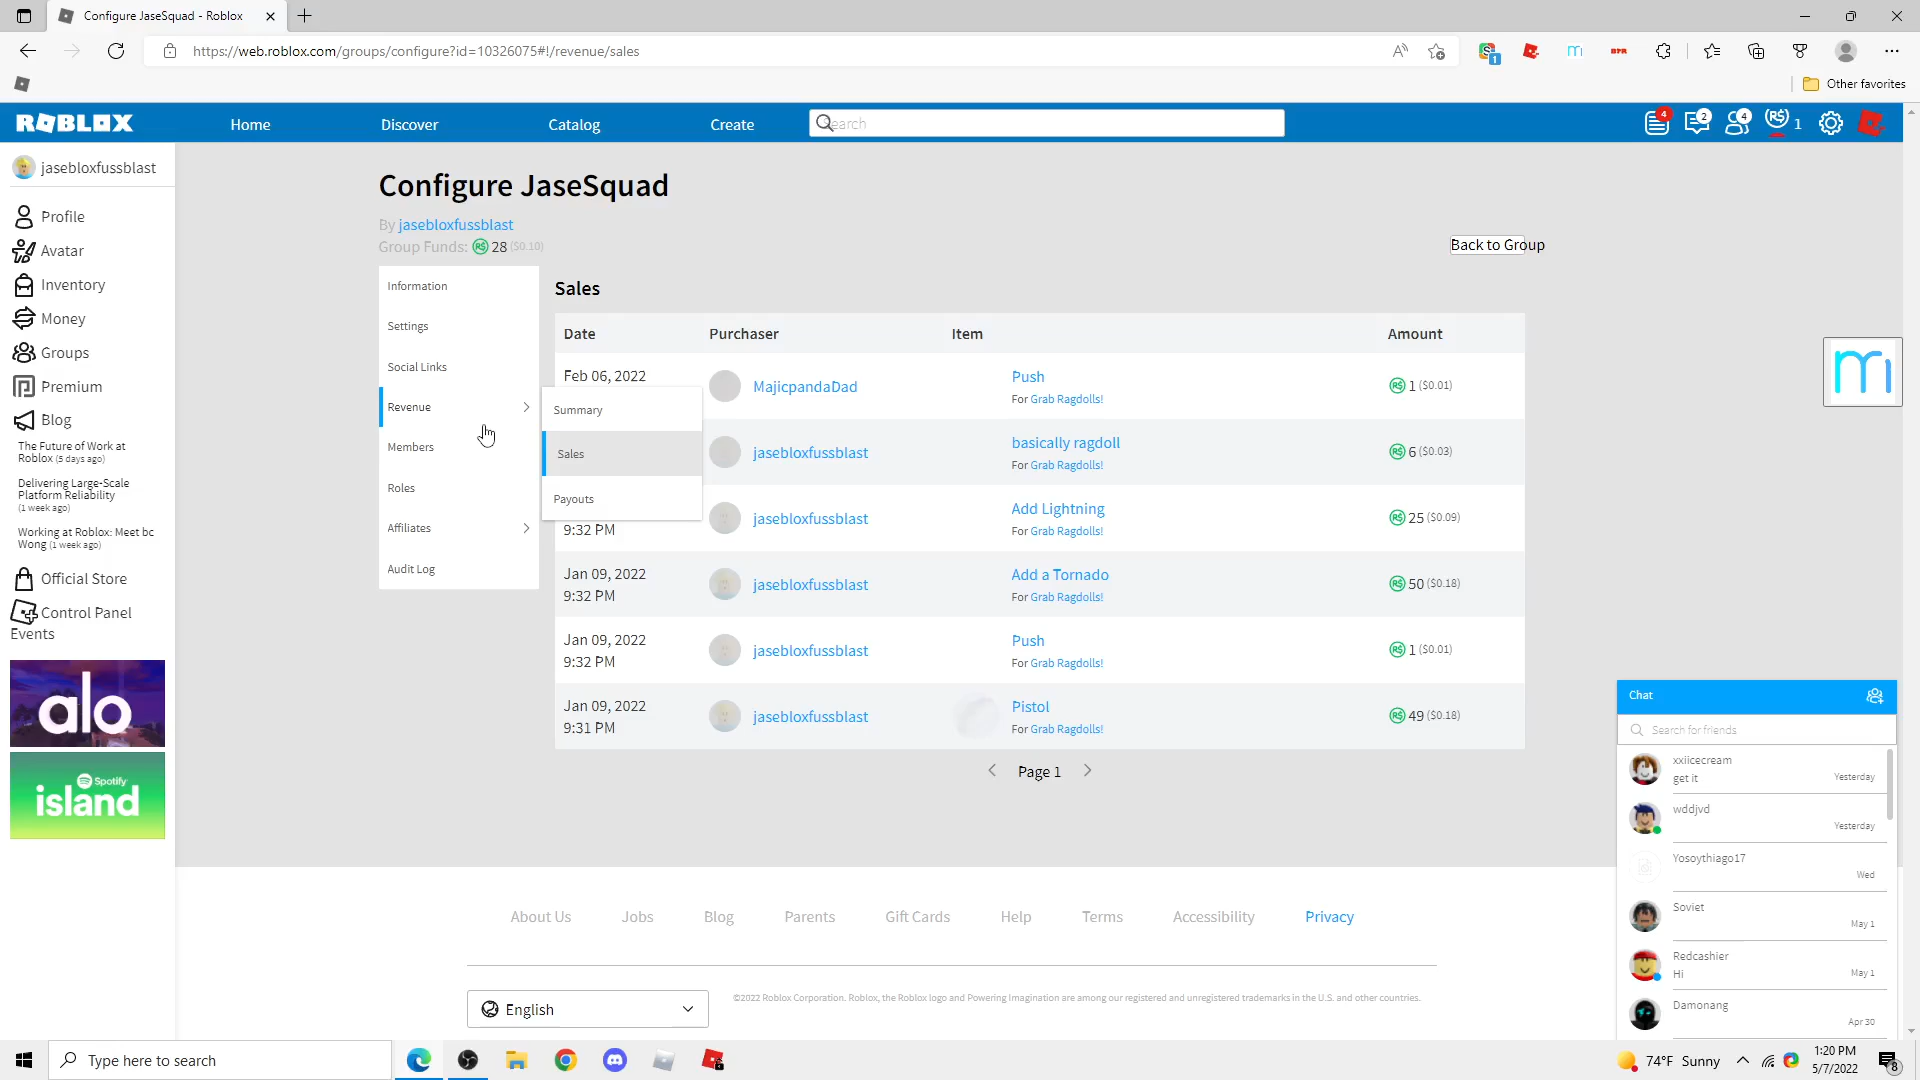 Configure JaseSquad - Roblox
https://web.roblox.com/groups/configure?id=10326075#!/revenue/sales
1
Other favorites
ROBLOX
Home
Discover
Catalog
Create
Search
4
2
4
1
jasebloxfussblast
Profile
Avatar
Inventory
Money
Groups
Premium
Blog
The Future of Work at
Roblox (5 days ago)
Delivering Large-Scale
Platform Reliability
(1 week ago)
Working at Roblox: Meet bc
Wong (1 week ago)
Official Store
Control Panel
Events
alo
Spotify
island
Configure JaseSquad
By jasebloxfussblast
Group Funds: 28 ($0.10)
Back to Group
Information
Settings
Social Links
Revenue
Members
Roles
Affiliates
Audit Log
Summary
Sales
Payouts
Sales
Date Purchaser Item Amount
Feb 06, 2022
MajicpandaDad
Push
For Grab Ragdolls!
1 ($0.01)
jasebloxfussblast
basically ragdoll
For Grab Ragdolls!
6 ($0.03)
9:32 PM
jasebloxfussblast
Add Lightning
For Grab Ragdolls!
25 ($0.09)
Jan 09, 2022
9:32 PM
jasebloxfussblast
Add a Tornado
For Grab Ragdolls!
50 ($0.18)
Jan 09, 2022
9:32 PM
jasebloxfussblast
Push
For Grab Ragdolls!
1 ($0.01)
Jan 09, 2022
9:31 PM
jasebloxfussblast
Pistol
For Grab Ragdolls!
49 ($0.18)
Page 1
Chat
Search for friends
xxiicecream
get it
Yesterday
wddjvd
Yesterday
Yosoythiago17
Wed
Soviet
May 1
Redcashier
Hi
May 1
Damonang
Apr 30
About Us
Jobs
Blog
Parents
Gift Cards
Help
Terms
Accessibility
Privacy
English
©2022 Roblox Corporation. Roblox, the Roblox logo and Powering Imagination are among our registered and unregistered trademarks in the U.S. and other countries.
Type here to search
74°F Sunny
1:20 PM
5/7/2022
8